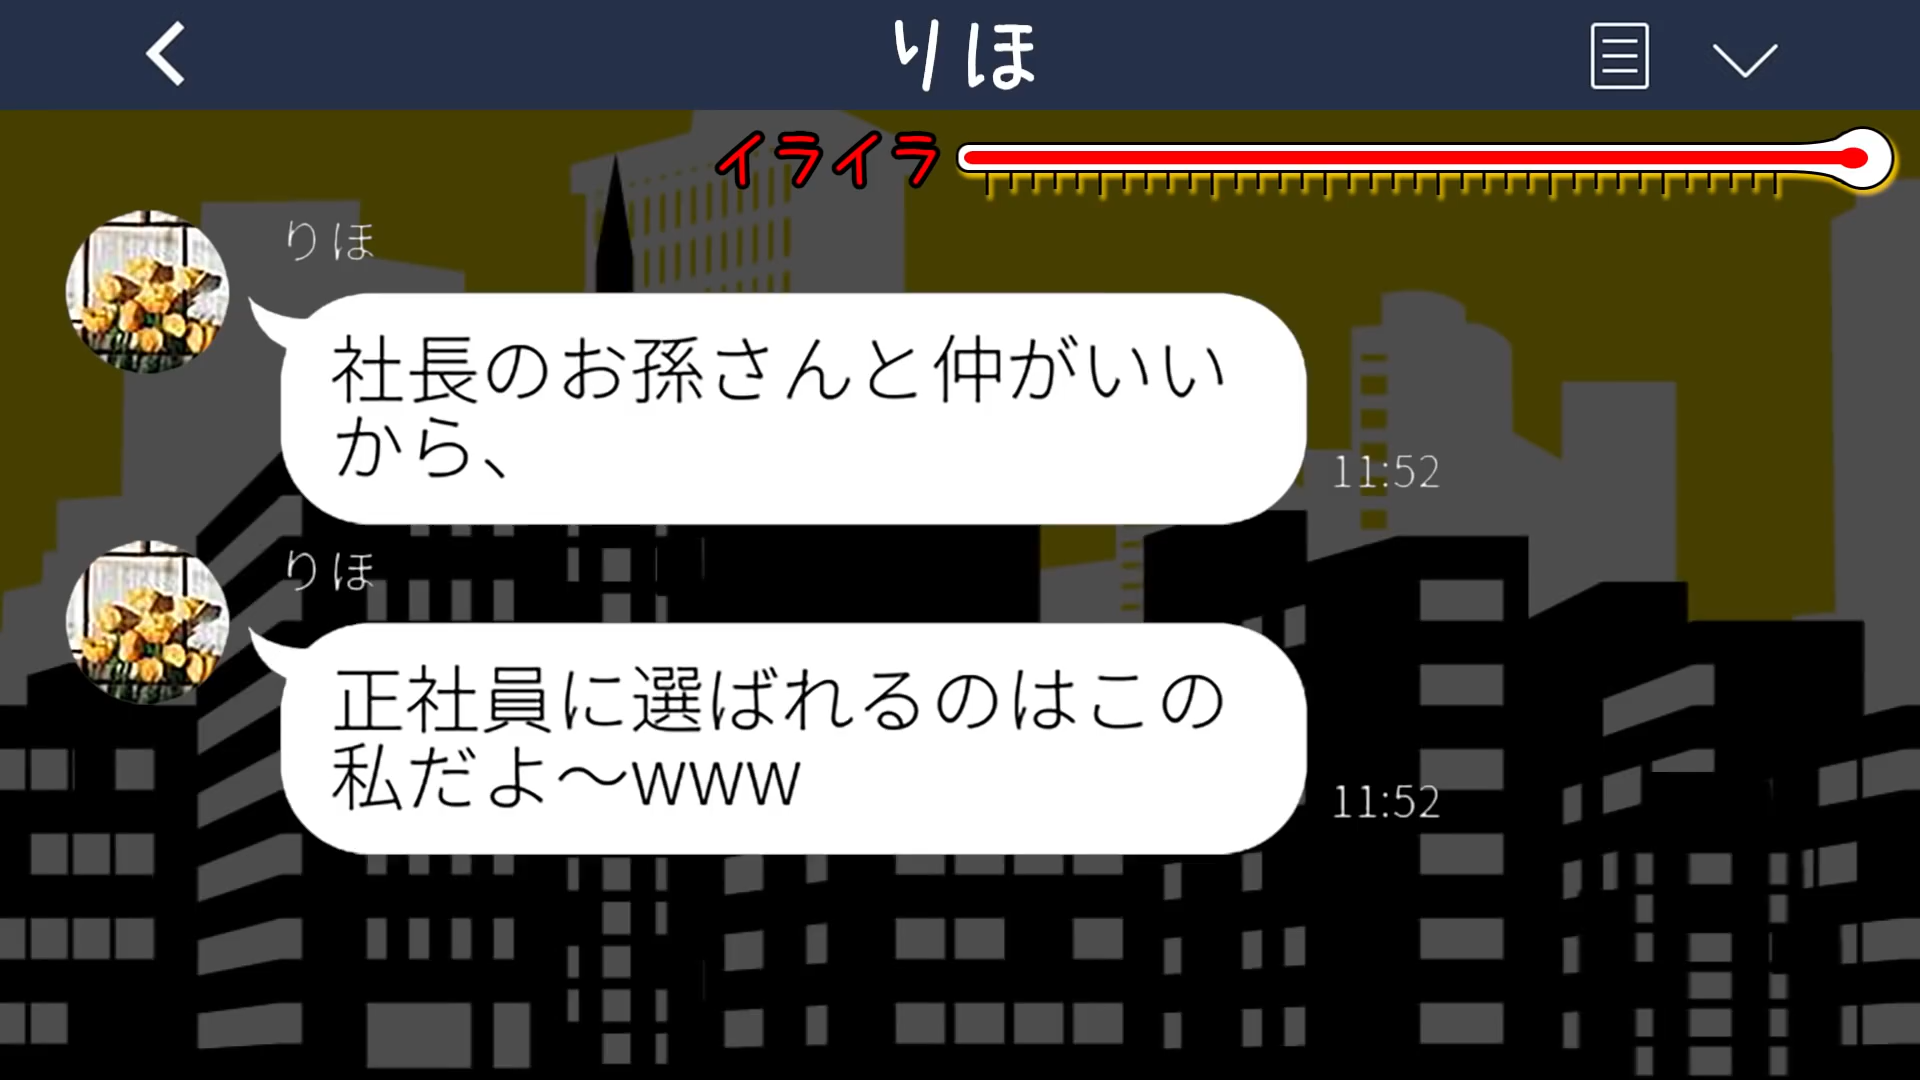 りほ
イライラ
りほ
社長のお孫さんと仲がいい
から、
11:52
りほ
正社員に選ばれるのはこの
私だよ〜www
11:52